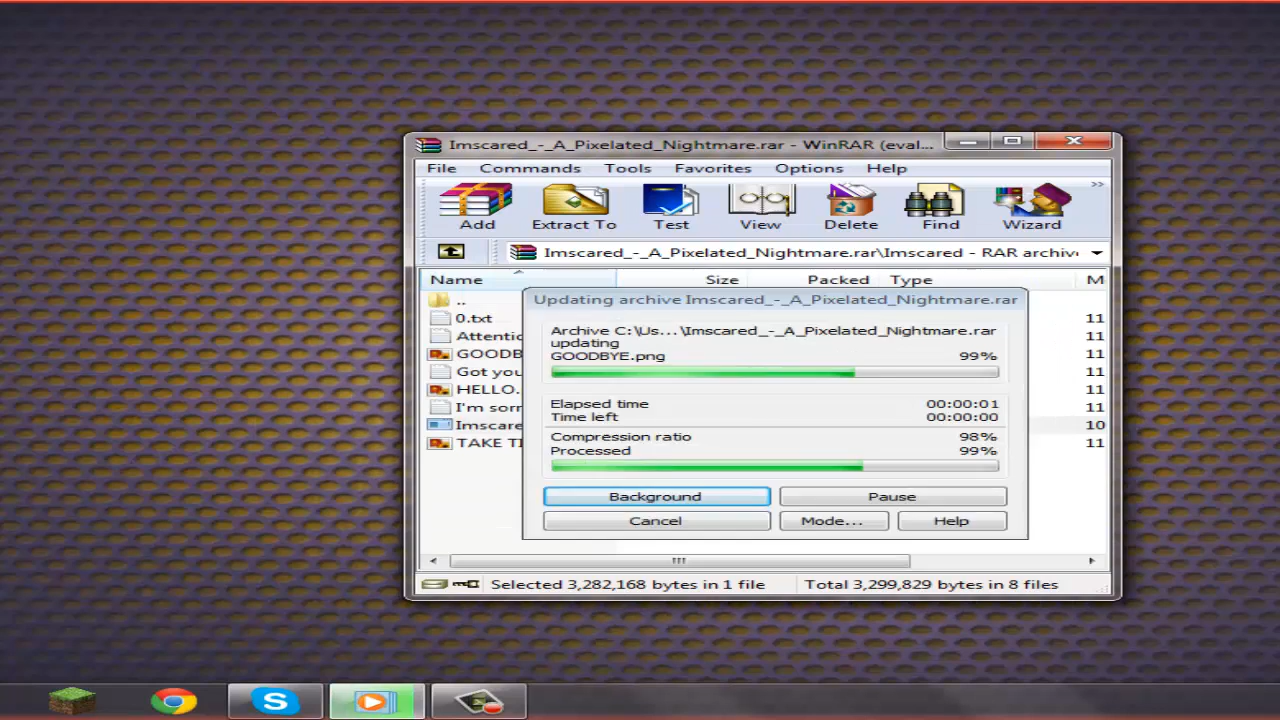 Imscared_-_A_Pixelated_Nightmare.rar - WinRAR (eval...
File Commands Tools Favorites Options Help
Add Extract To Test View Delete Find Wizard
Imscared_-_A_Pixelated_Nightmare.rar\Imscared - RAR archiv
Name Size Packed Type M
..
0.txt 11
Attentio 11
GOODB 11
Got you 11
HELLO. 11
I'm sorr 11
Imscare 10
TAKE TI 11
Updating archive Imscared_-_A_Pixelated_Nightmare.rar
Archive C:\Us...\Imscared_-_A_Pixelated_Nightmare.rar
updating
GOODBYE.png 99%
Elapsed time 00:00:01
Time left 00:00:00
Compression ratio 98%
Processed 99%
Background Pause
Cancel Mode... Help
Selected 3,282,168 bytes in 1 file Total 3,299,829 bytes in 8 files